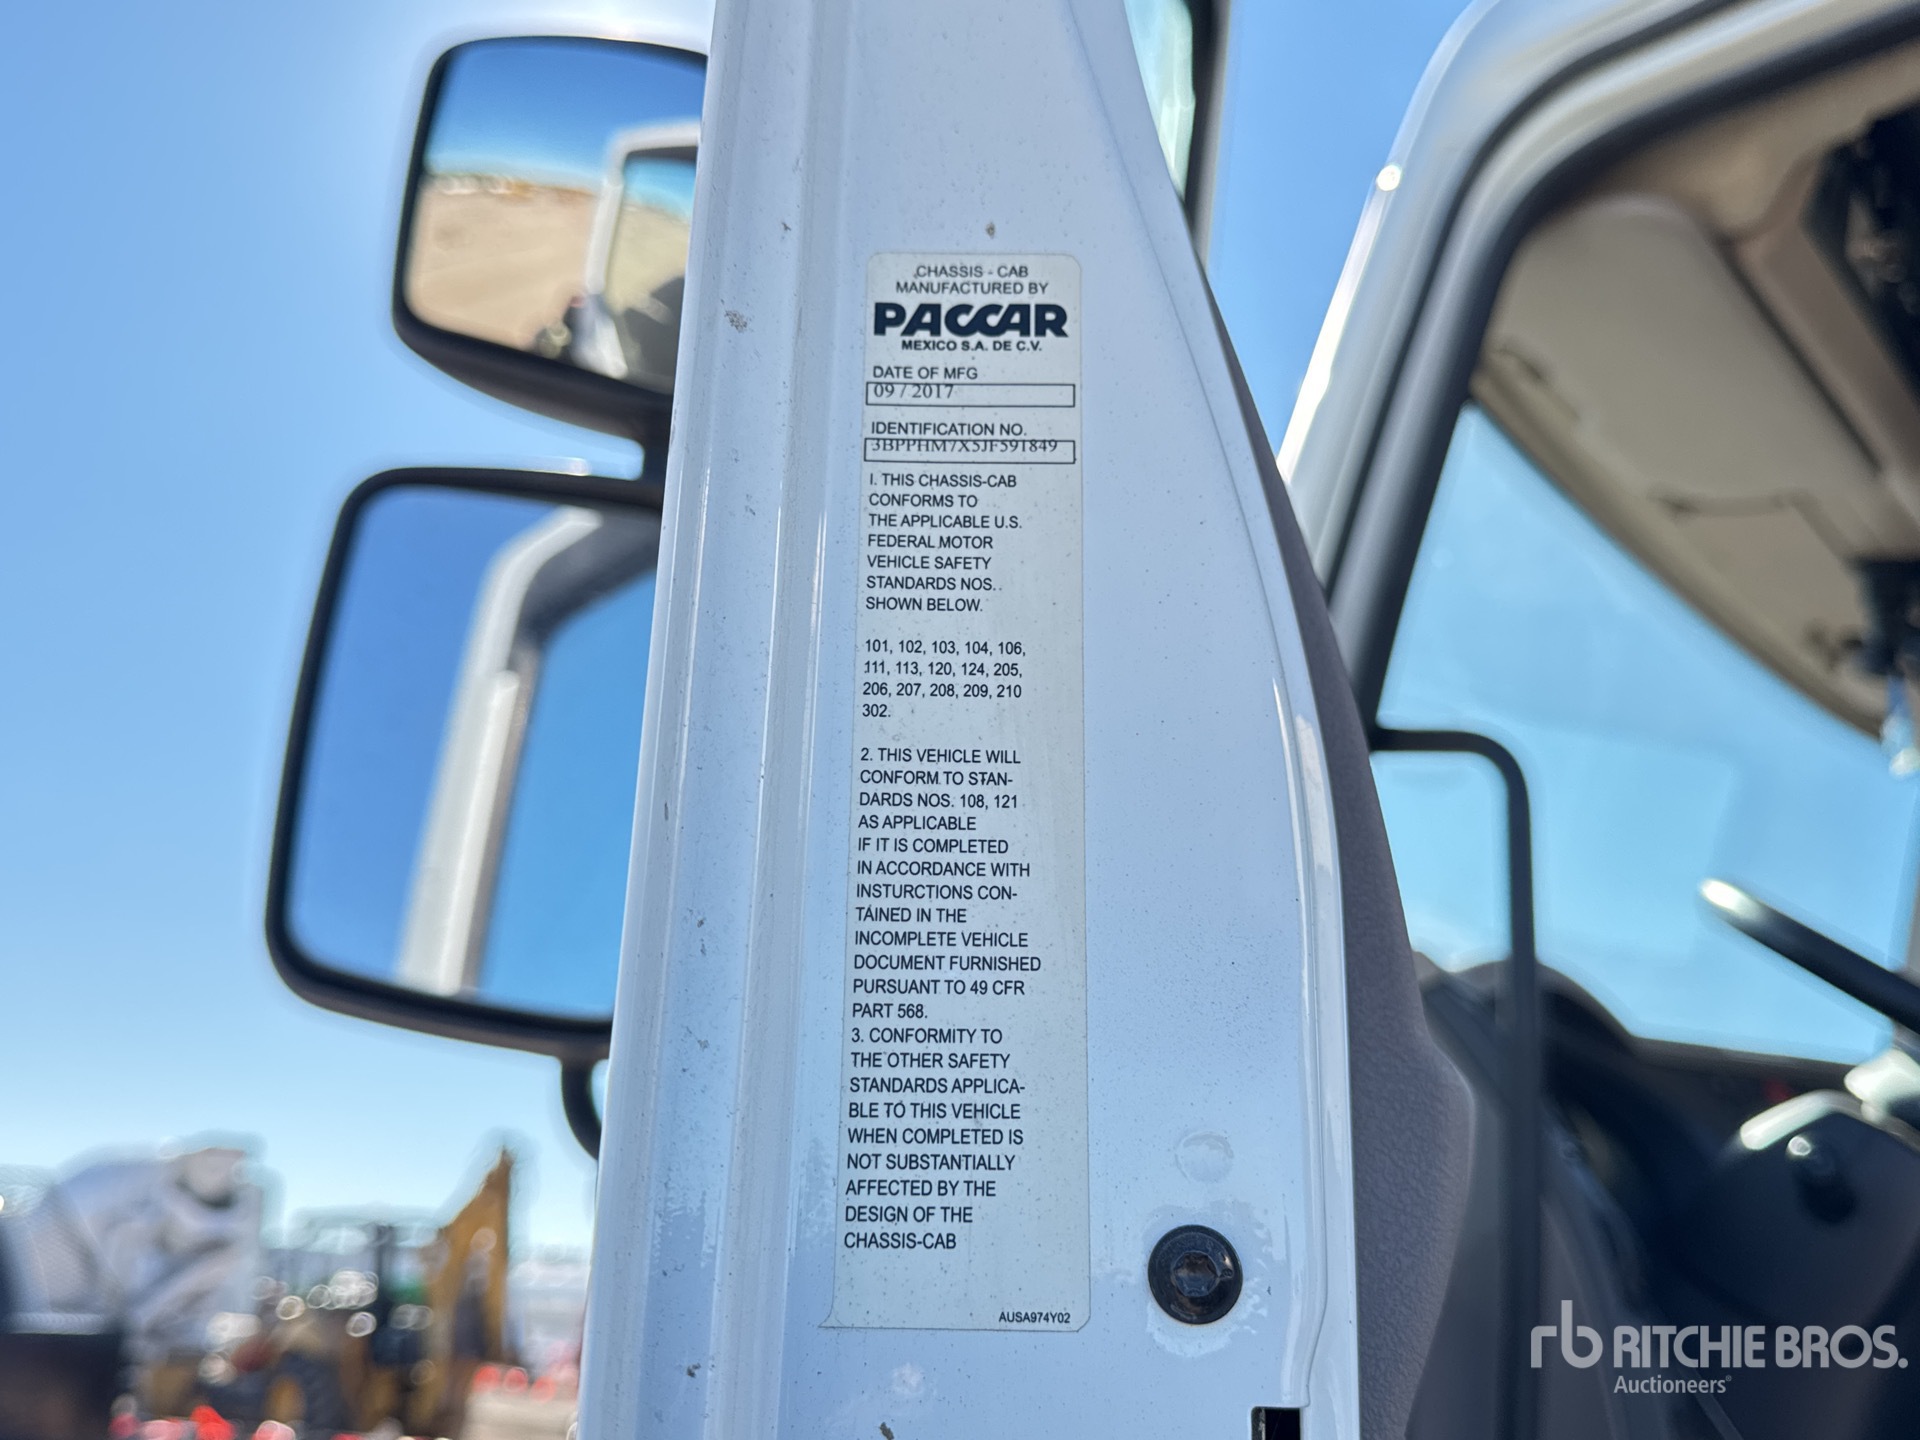 CHASSIS - CAB
MANUFACTURED BY
PACCAR
MEXICO S.A. DE C.V.
DATE OF MFG
09 / 2017
IDENTIFICATION NO.
3BPPHM7X5JF591849
I. THIS CHASSIS-CAB
CONFORMS TO
THE APPLICABLE U.S.
FEDERAL MOTOR
VEHICLE SAFETY
STANDARDS NOS.
SHOWN BELOW.
101, 102, 103, 104, 106,
111, 113, 120, 124, 205,
206, 207, 208, 209, 210
302.
2. THIS VEHICLE WILL
CONFORM TO STAN-
DARDS NOS. 108, 121
AS APPLICABLE
IF IT IS COMPLETED
IN ACCORDANCE WITH
INSTURCTIONS CON-
TAINED IN THE
INCOMPLETE VEHICLE
DOCUMENT FURNISHED
PURSUANT TO 49 CFR
PART 568.
3. CONFORMITY TO
THE OTHER SAFETY
STANDARDS APPLICA-
BLE TO THIS VEHICLE
WHEN COMPLETED IS
NOT SUBSTANTIALLY
AFFECTED BY THE
DESIGN OF THE
CHASSIS-CAB
AUSA974Y02
rb RITCHIE BROS.
Auctioneers